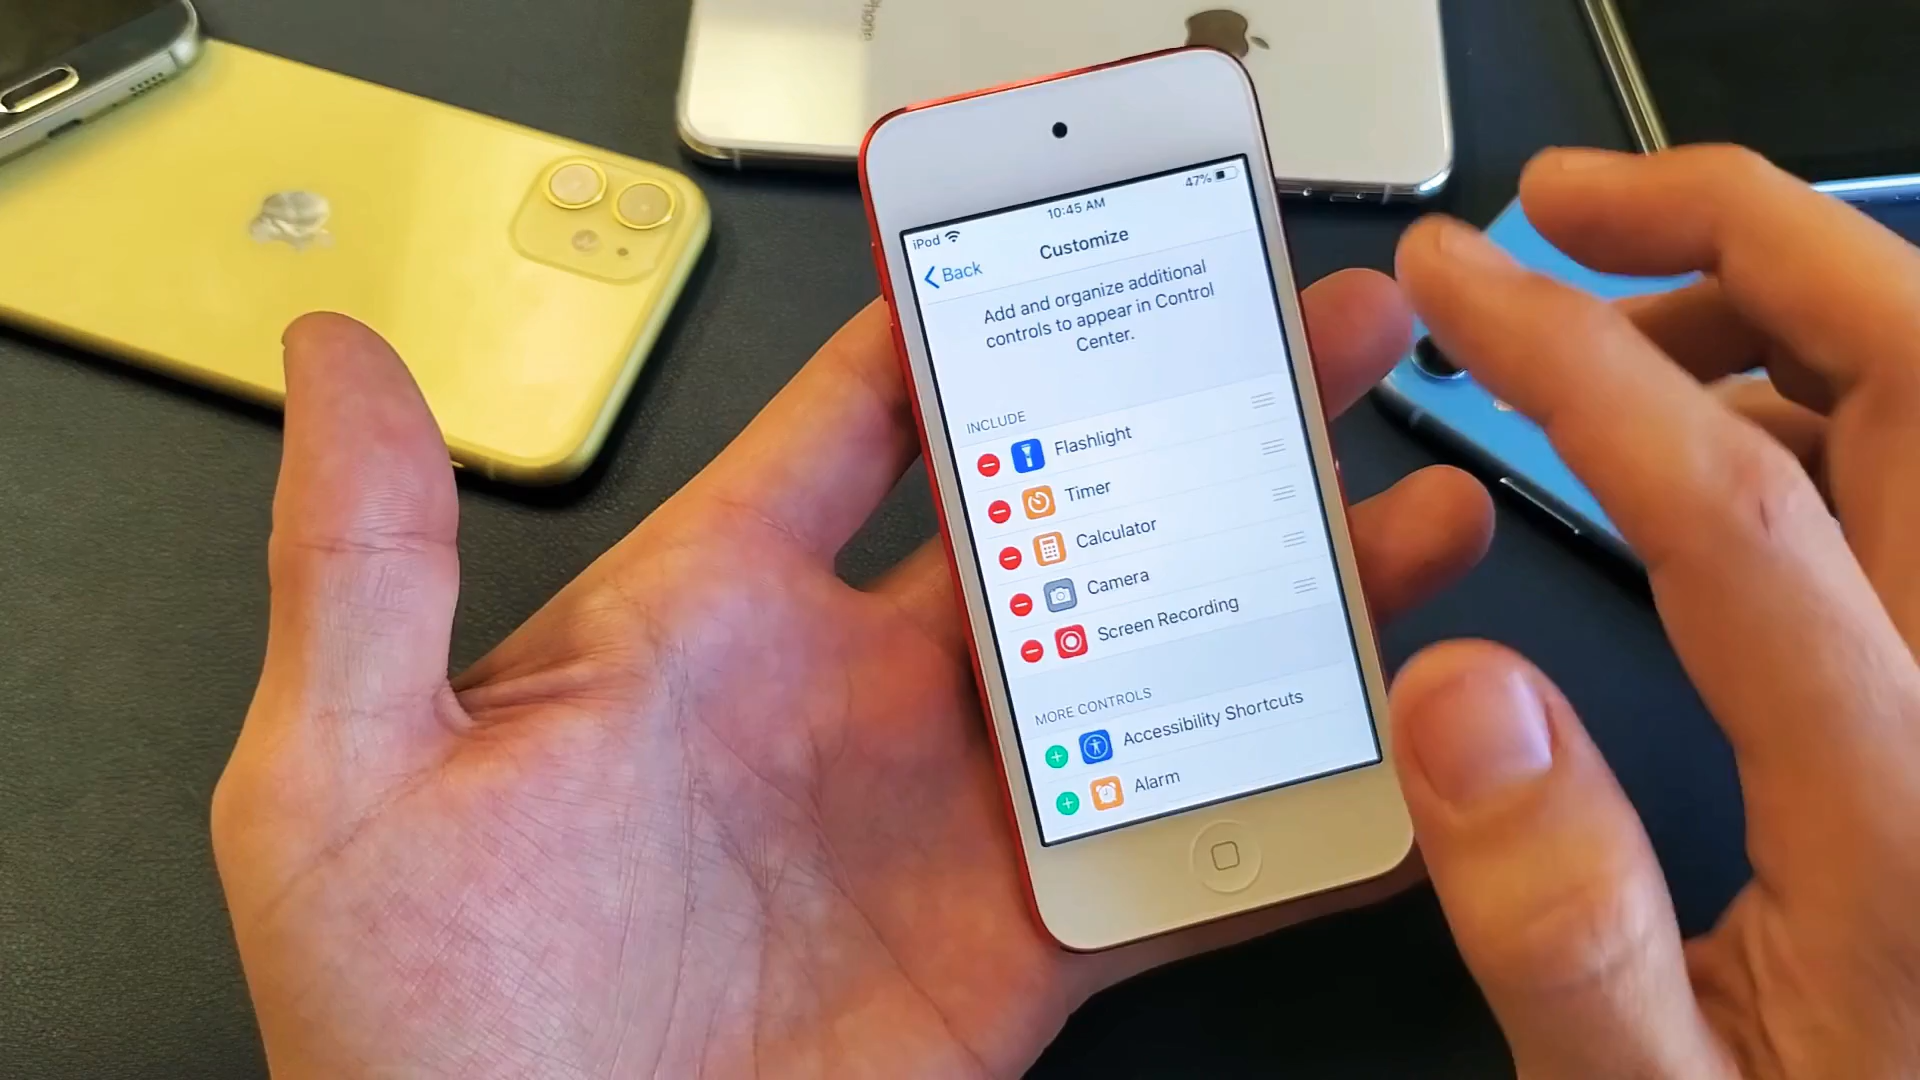 iPhone
47%
10:45 AM
iPod
Back
Customize
Add and organize additional
controls to appear in Control
Center.
INCLUDE
Flashlight
Timer
Calculator
Camera
Screen Recording
MORE CONTROLS
Accessibility Shortcuts
Alarm